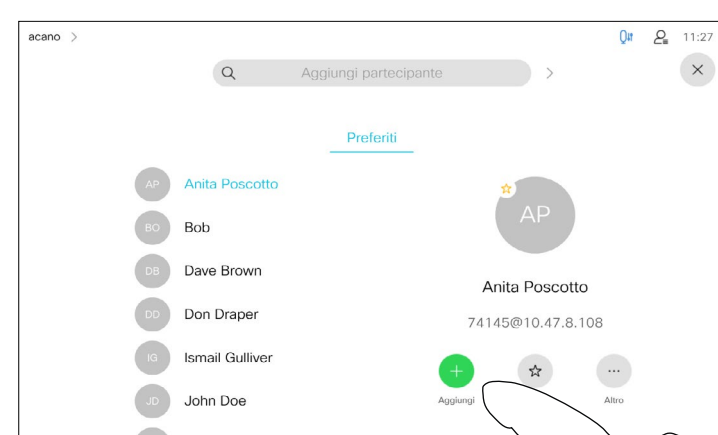 acano
11:27
Aggiungi partecipante
Preferiti
AP Anita Poscotto
BO Bob
DB Dave Brown
DD Don Draper
IG Ismail Gulliver
JD John Doe
AP
Anita Poscotto
74145@10.47.8.108
Aggiungi
Altro